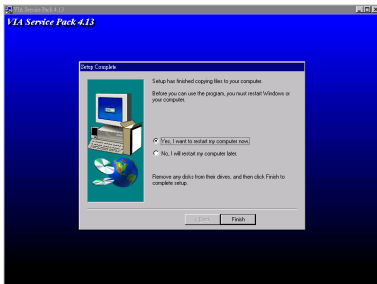 VIA Service Pack 4.13
VIA Service Pack 4.13
Setup Complete
Setup has finished copying files to your computer.
Before you can use the program, you must restart Windows or
your computer.
Yes, I want to restart my computer now.
No, I will restart my computer later.
Remove any disks from their drives, and then click Finish to
complete setup.
< Back
Finish